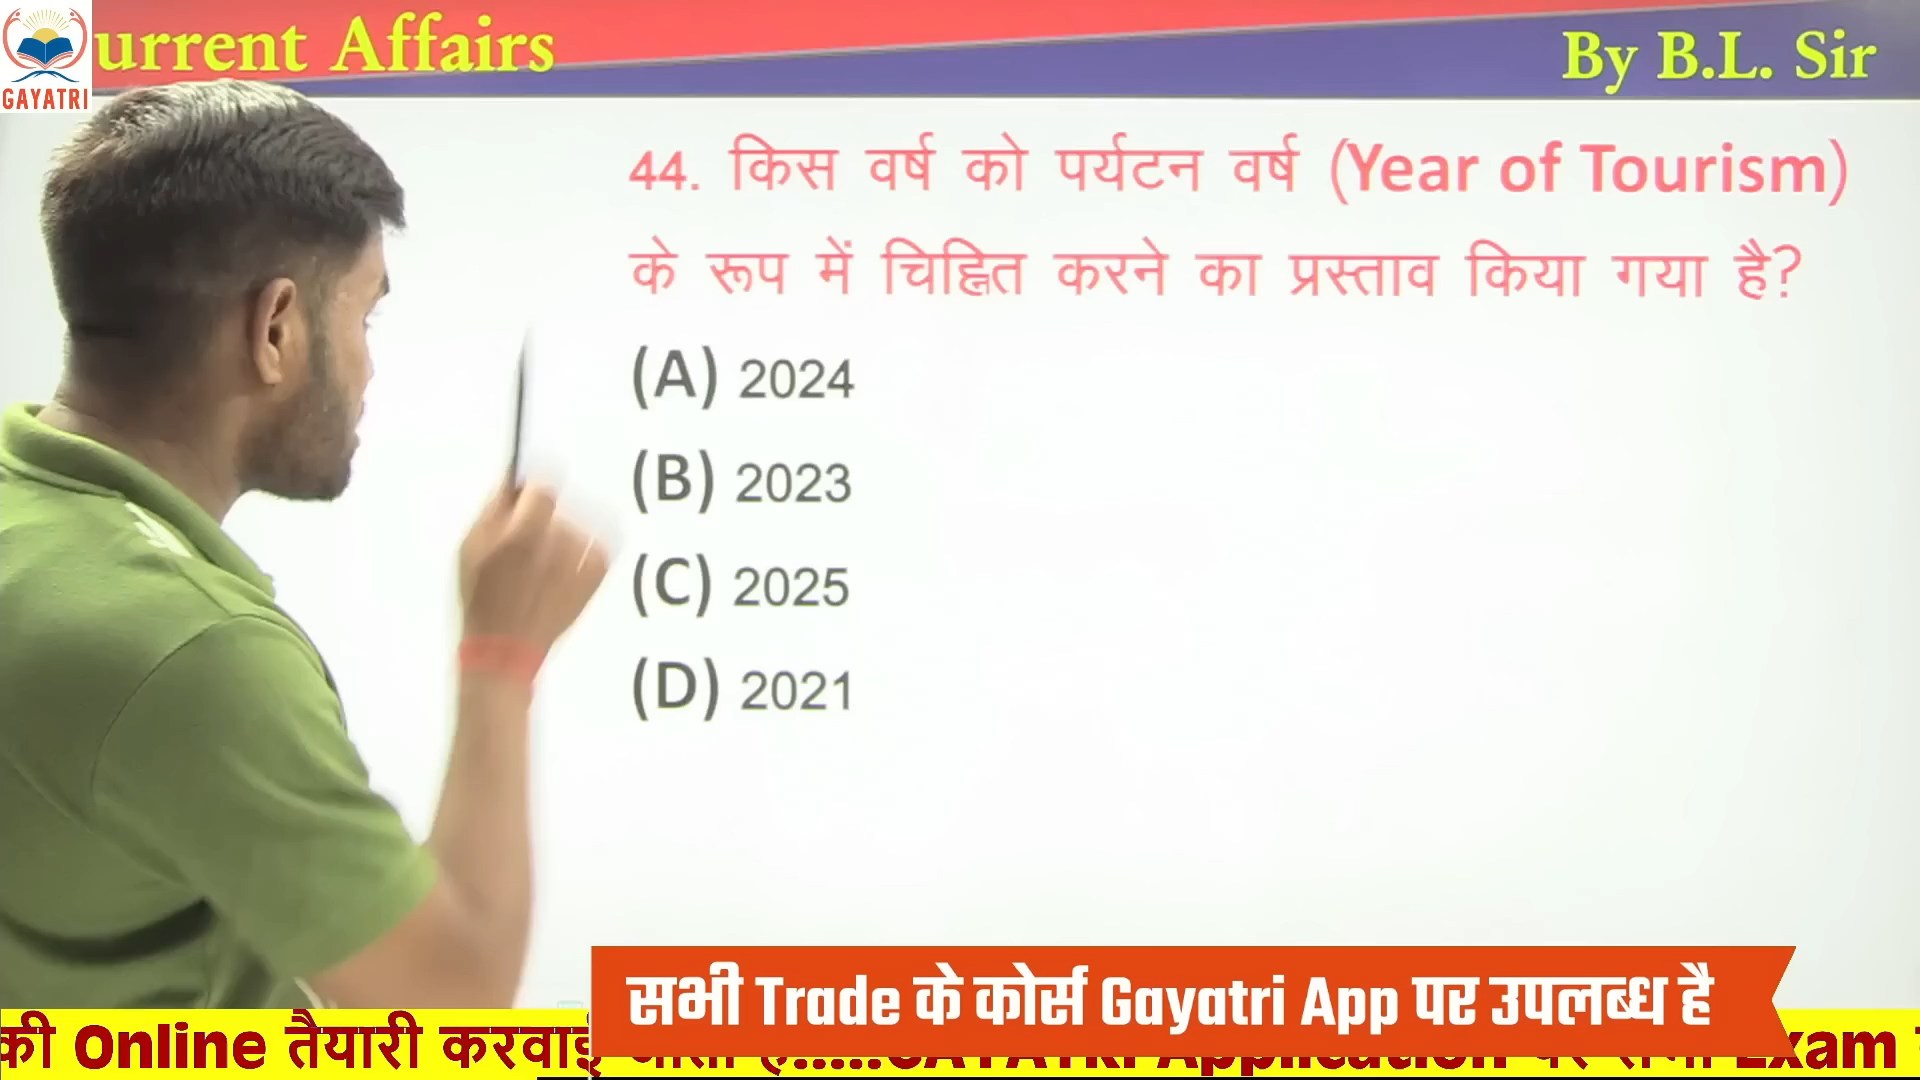 urrent Affairs
By B.L. Sir
GAYATRI
44. किस वर्ष को पर्यटन वर्ष (Year of Tourism)
के रूप में चिह्नित करने का प्रस्ताव किया गया है?
(A) 2024
(B) 2023
(C) 2025
(D) 2021
सभी Trade के कोर्स Gayatri App पर उपलब्ध है
की Online तैयारी करवाई